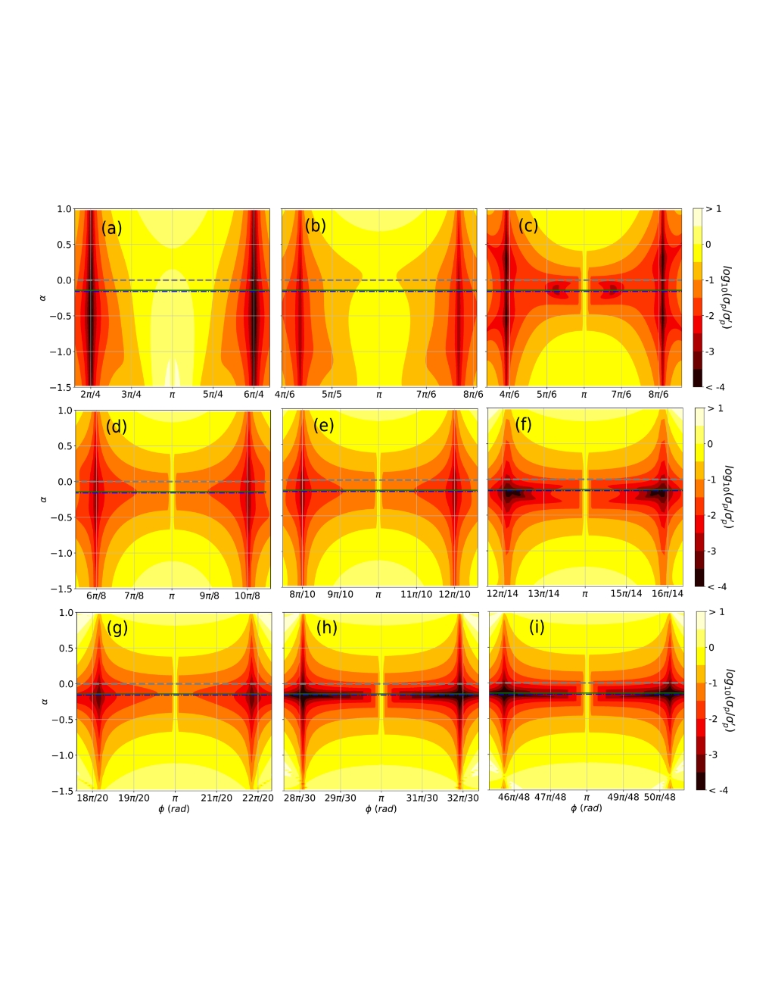 (a) (b) (c)
1.0
0.5
0.0
−0.5
−1.0
−1.5
α
2π/4 3π/4 π 5π/4 6π/4
4π/6 5π/5 π 7π/6 8π/6
4π/6 5π/6 π 7π/6 8π/6
> 1
0
-1
-2
-3
< -4
log₁₀(σₚ/σ′ₚ)
(d) (e) (f)
1.0
0.5
0.0
−0.5
−1.0
−1.5
α
6π/8 7π/8 π 9π/8 10π/8
8π/10 9π/10 π 11π/10 12π/10
12π/14 13π/14 π 15π/14 16π/14
> 1
0
-1
-2
-3
< -4
log₁₀(σₚ/σ′ₚ)
(g) (h) (i)
1.0
0.5
0.0
−0.5
−1.0
−1.5
α
18π/20 19π/20 π 21π/20 22π/20
28π/30 29π/30 π 31π/30 32π/30
46π/48 47π/48 π 49π/48 50π/48
ϕ (rad) ϕ (rad) ϕ (rad)
> 1
0
-1
-2
-3
< -4
log₁₀(σₚ/σ′ₚ)